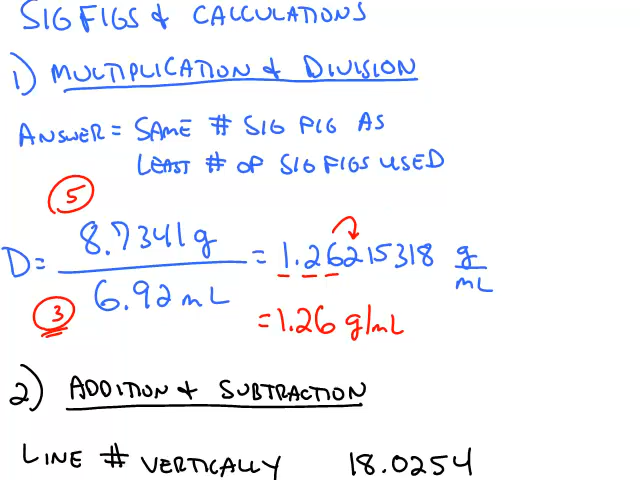 SIG FIGS & CALCULATIONS
1) MULTIPLICATION & DIVISION
ANSWER = SAME # SIG PIG AS
LEAST # OF SIG FIGS USED
5
D = 8.7341 g / 6.92 mL = 1.26215318 g/mL
3
= 1.26 g/mL
2) ADDITION & SUBTRACTION
LINE # VERTICALLY 18.0254